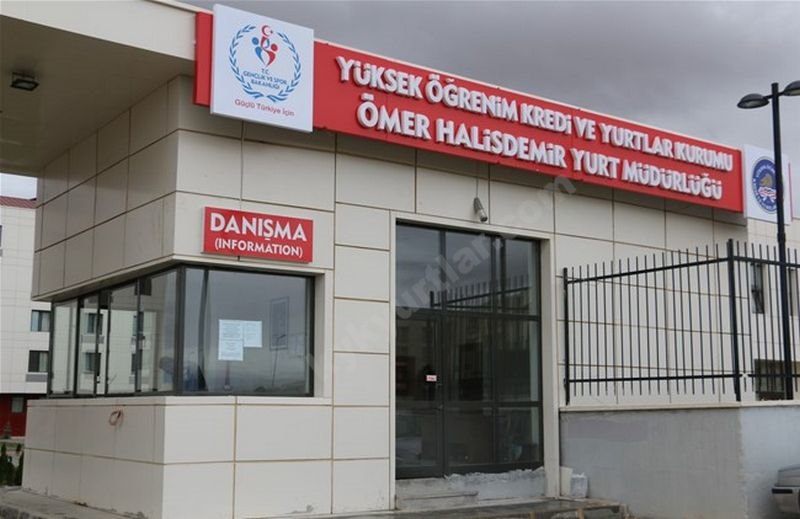 T.C.
GENÇLİK VE SPOR
BAKANLIĞI
Güçlü Türkiye İçin
YÜKSEK ÖĞRENİM KREDİ VE YURTLAR KURUMU
ÖMER HALİSDEMİR YURT MÜDÜRLÜĞÜ
DANIŞMA
(INFORMATION)